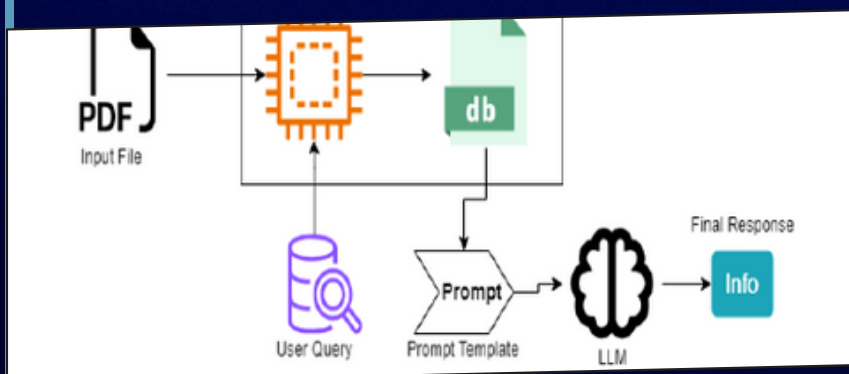 PDF
Input File
db
User Query
Prompt
Prompt Template
LLM
Final Response
Info